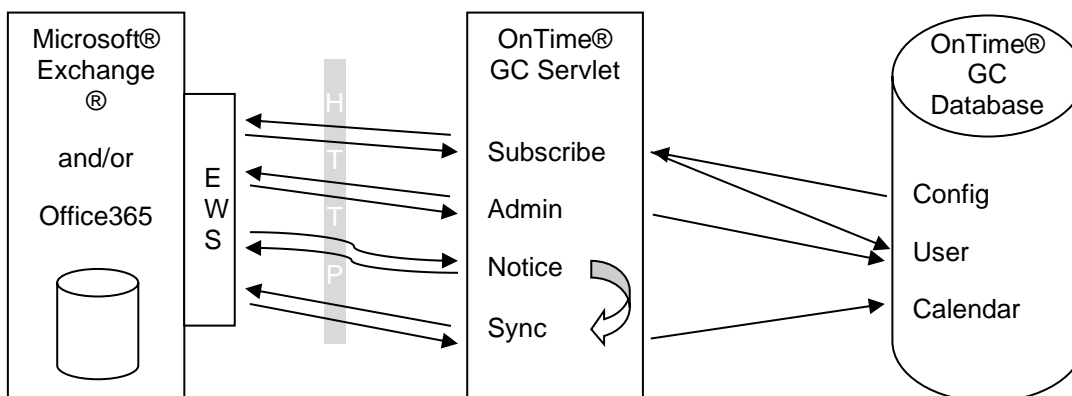 Microsoft®
Exchange
®
and/or
Office365
E
W
S
H
T
T
P
OnTime®
GC Servlet
Subscribe
Admin
Notice
Sync
OnTime®
GC
Database
Config
User
Calendar